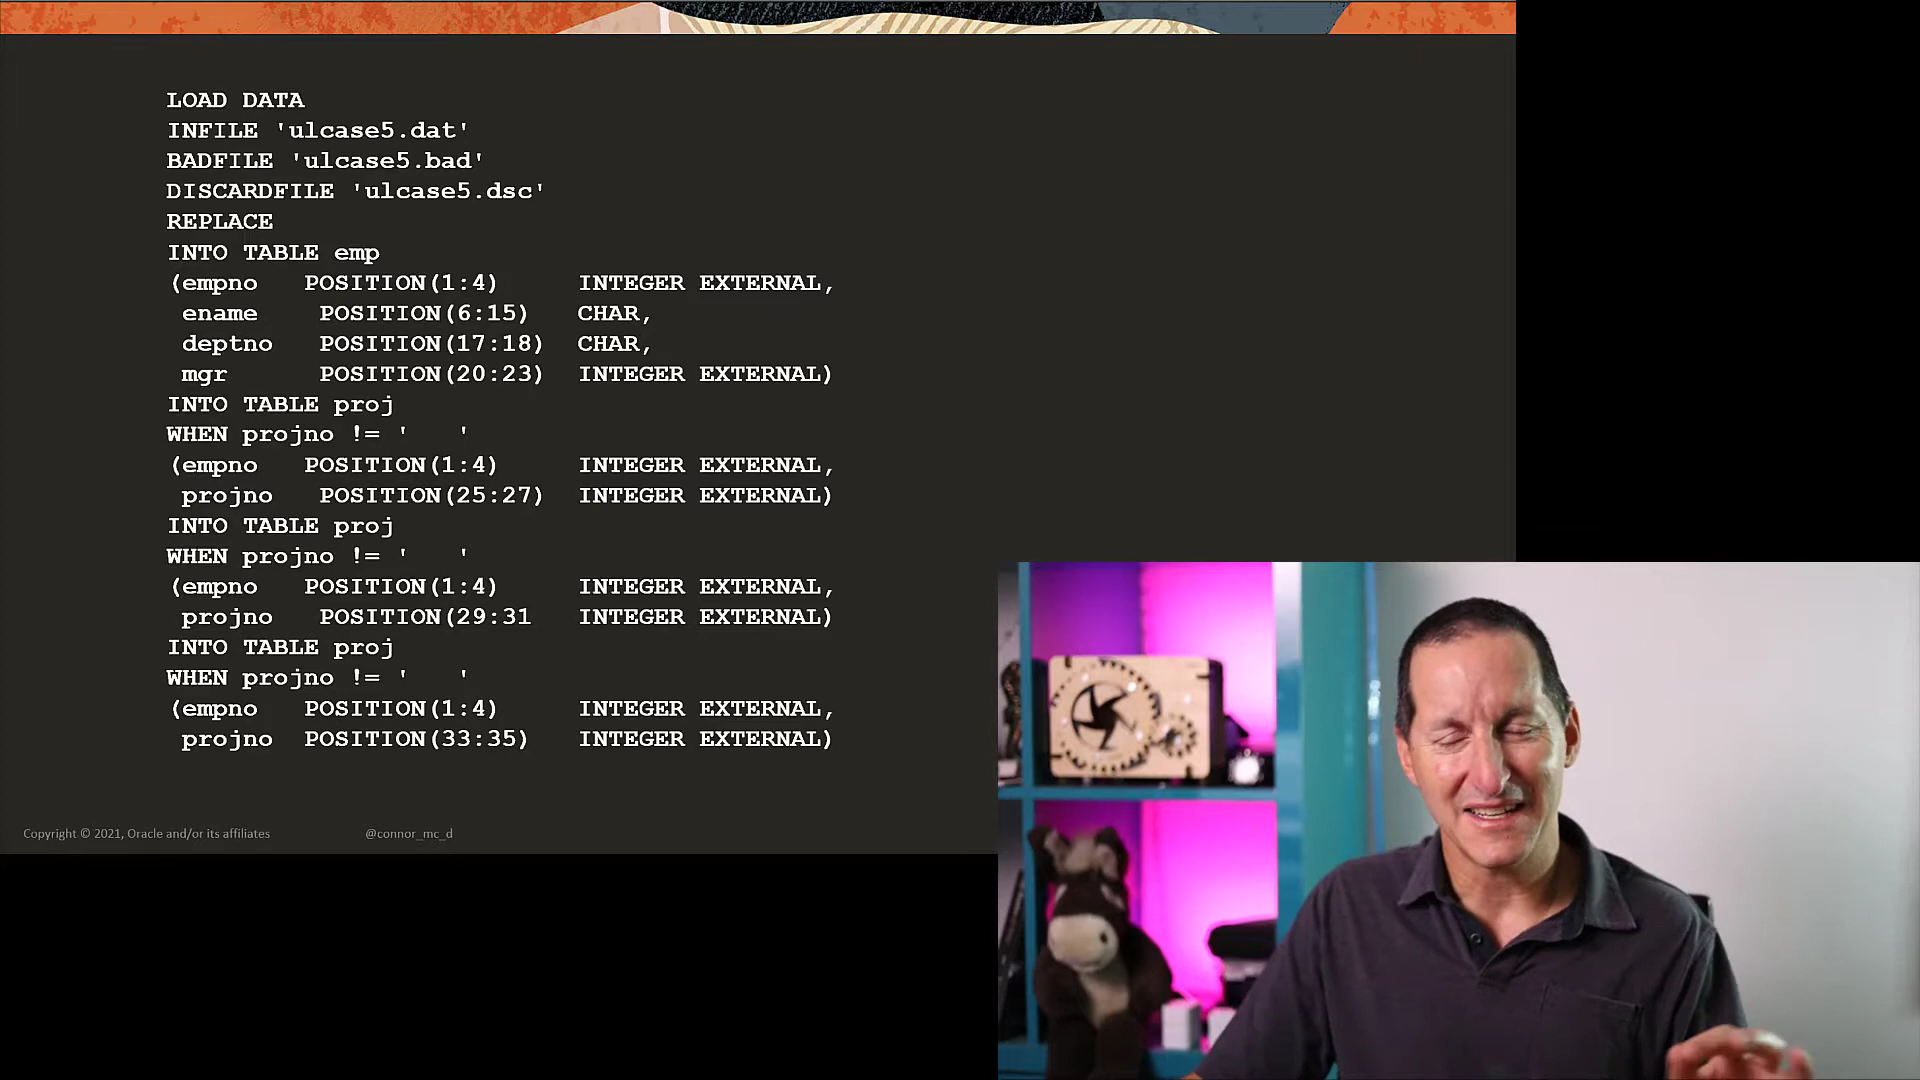 LOAD DATA
INFILE 'ulcase5.dat'
BADFILE 'ulcase5.bad'
DISCARDFILE 'ulcase5.dsc'
REPLACE
INTO TABLE emp
(empno   POSITION(1:4)     INTEGER EXTERNAL,
 ename    POSITION(6:15)   CHAR,
 deptno   POSITION(17:18)  CHAR,
 mgr      POSITION(20:23)  INTEGER EXTERNAL)
INTO TABLE proj
WHEN projno != '   '
(empno   POSITION(1:4)     INTEGER EXTERNAL,
 projno   POSITION(25:27)  INTEGER EXTERNAL)
INTO TABLE proj
WHEN projno != '   '
(empno   POSITION(1:4)     INTEGER EXTERNAL,
 projno   POSITION(29:31   INTEGER EXTERNAL)
INTO TABLE proj
WHEN projno != '   '
(empno   POSITION(1:4)     INTEGER EXTERNAL,
 projno  POSITION(33:35)   INTEGER EXTERNAL)
Copyright © 2021, Oracle and/or its affiliates @connor_mc_d